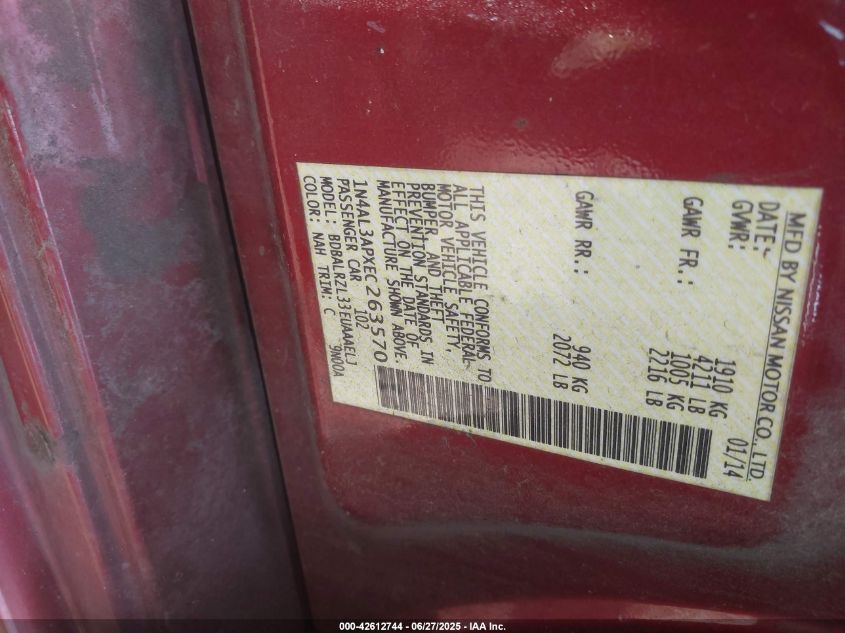 MFD BY NISSAN MOTOR CO., LTD.
DATE: 01/14
GVWR: 1910 KG
4211 LB
GAWR FR.: 1005 KG
2216 LB
GAWR RR.: 940 KG
2072 LB
THIS VEHICLE CONFORMS TO
ALL APPLICABLE FEDERAL
MOTOR VEHICLE SAFETY,
BUMPER, AND THEFT
PREVENTION STANDARDS IN
EFFECT ON THE DATE OF
MANUFACTURE SHOWN ABOVE.
1N4AL3APXEC263570
PASSENGER CAR 102
MODEL: BDBALRZL33EUAAAELJ
COLOR: NAH TRIM: C 9N00A
000-42612744 / 06/27/2025 - IAA Inc.